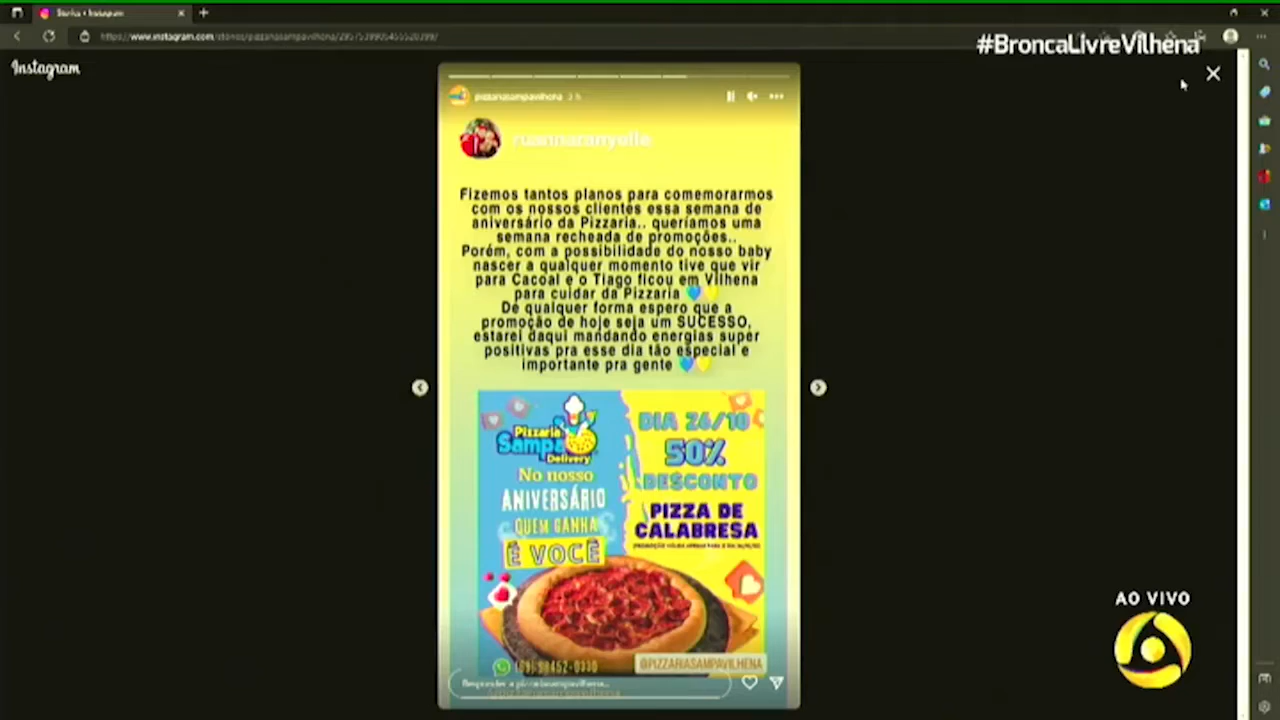 #BroncaLivreVilhena
Instagram
pizzariasampavilhena 3 h
Fizemos tantos planos para comemorarmos
com os nossos clientes essa semana de
aniversário da Pizzaria.. queríamos uma
semana recheada de promoções..
Porém, com a possibilidade do nosso baby
nascer a qualquer momento tive que vir
para Cacoal e o Tiago ficou em Vilhena
para cuidar da Pizzaria 💙💛
De qualquer forma espero que a
promoção de hoje seja um SUCESSO,
estarei daqui mandando energias super
positivas pra esse dia tão especial e
importante pra gente 💙💛
Pizzaria
Sampa
Delivery
No nosso
ANIVERSÁRIO
QUEM GANHA
É VOCÊ
DIA 26/10
50%
DESCONTO
PIZZA DE
CALABRESA
@PIZZARIASAMPAVILHENA
Responder a pizzariasampavilhena...
AO VIVO